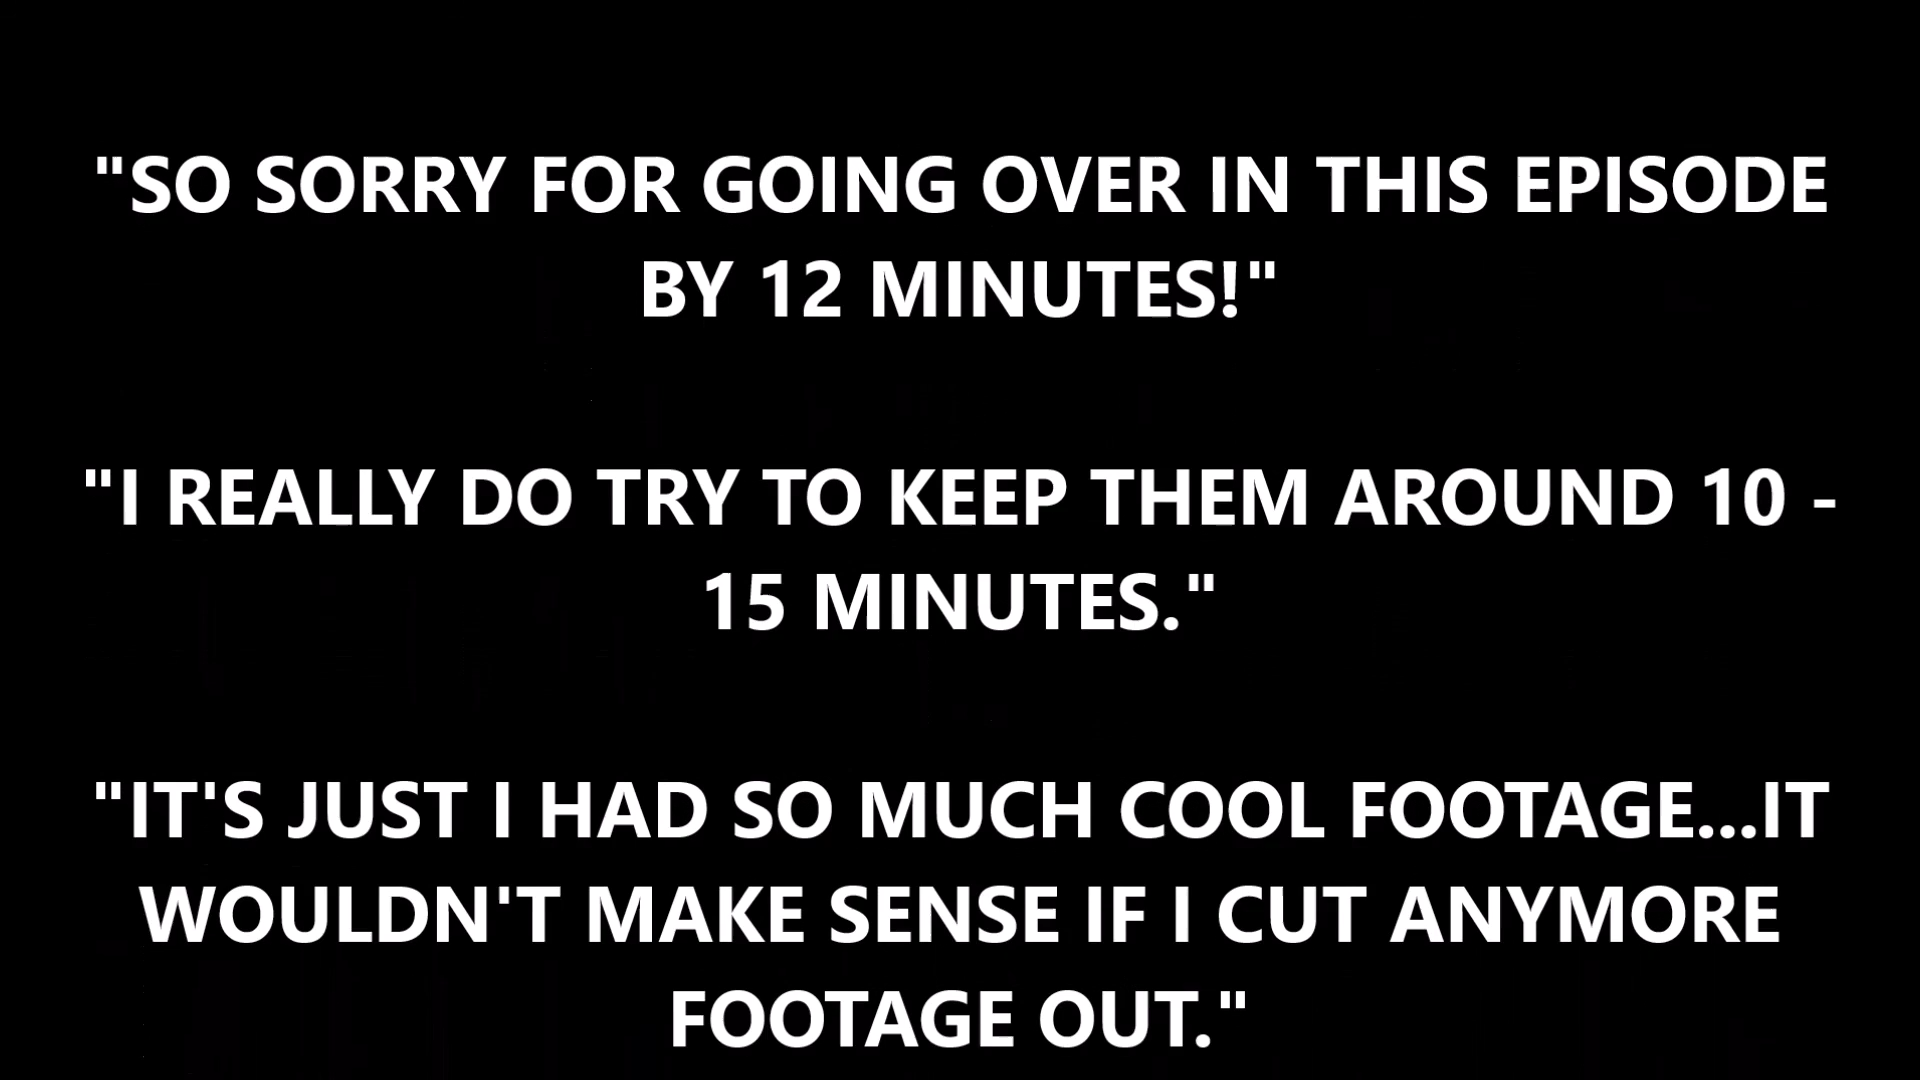 "SO SORRY FOR GOING OVER IN THIS EPISODE
BY 12 MINUTES!"
"I REALLY DO TRY TO KEEP THEM AROUND 10 -
15 MINUTES."
"IT'S JUST I HAD SO MUCH COOL FOOTAGE...IT
WOULDN'T MAKE SENSE IF I CUT ANYMORE
FOOTAGE OUT."